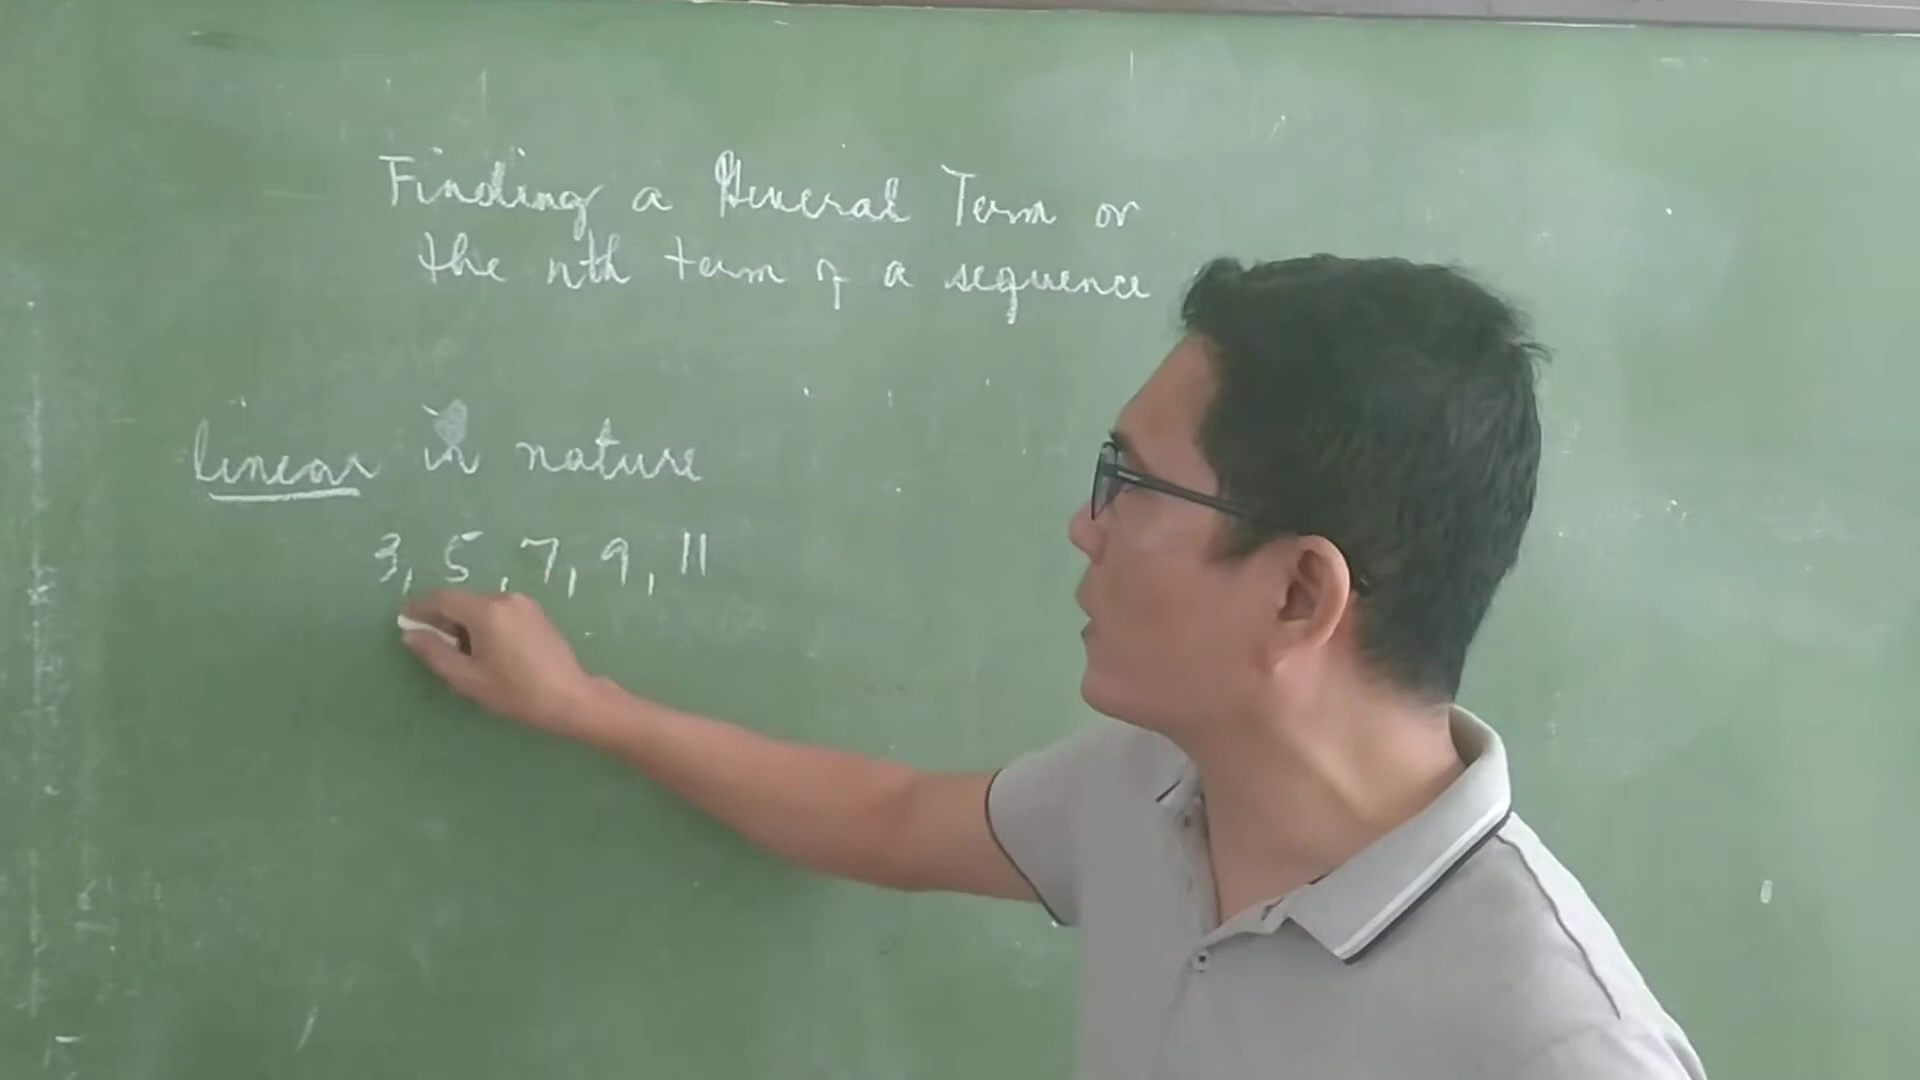 Finding a General Term or
the nth term of a sequence
linear in nature
3, 5, 7, 9, 11